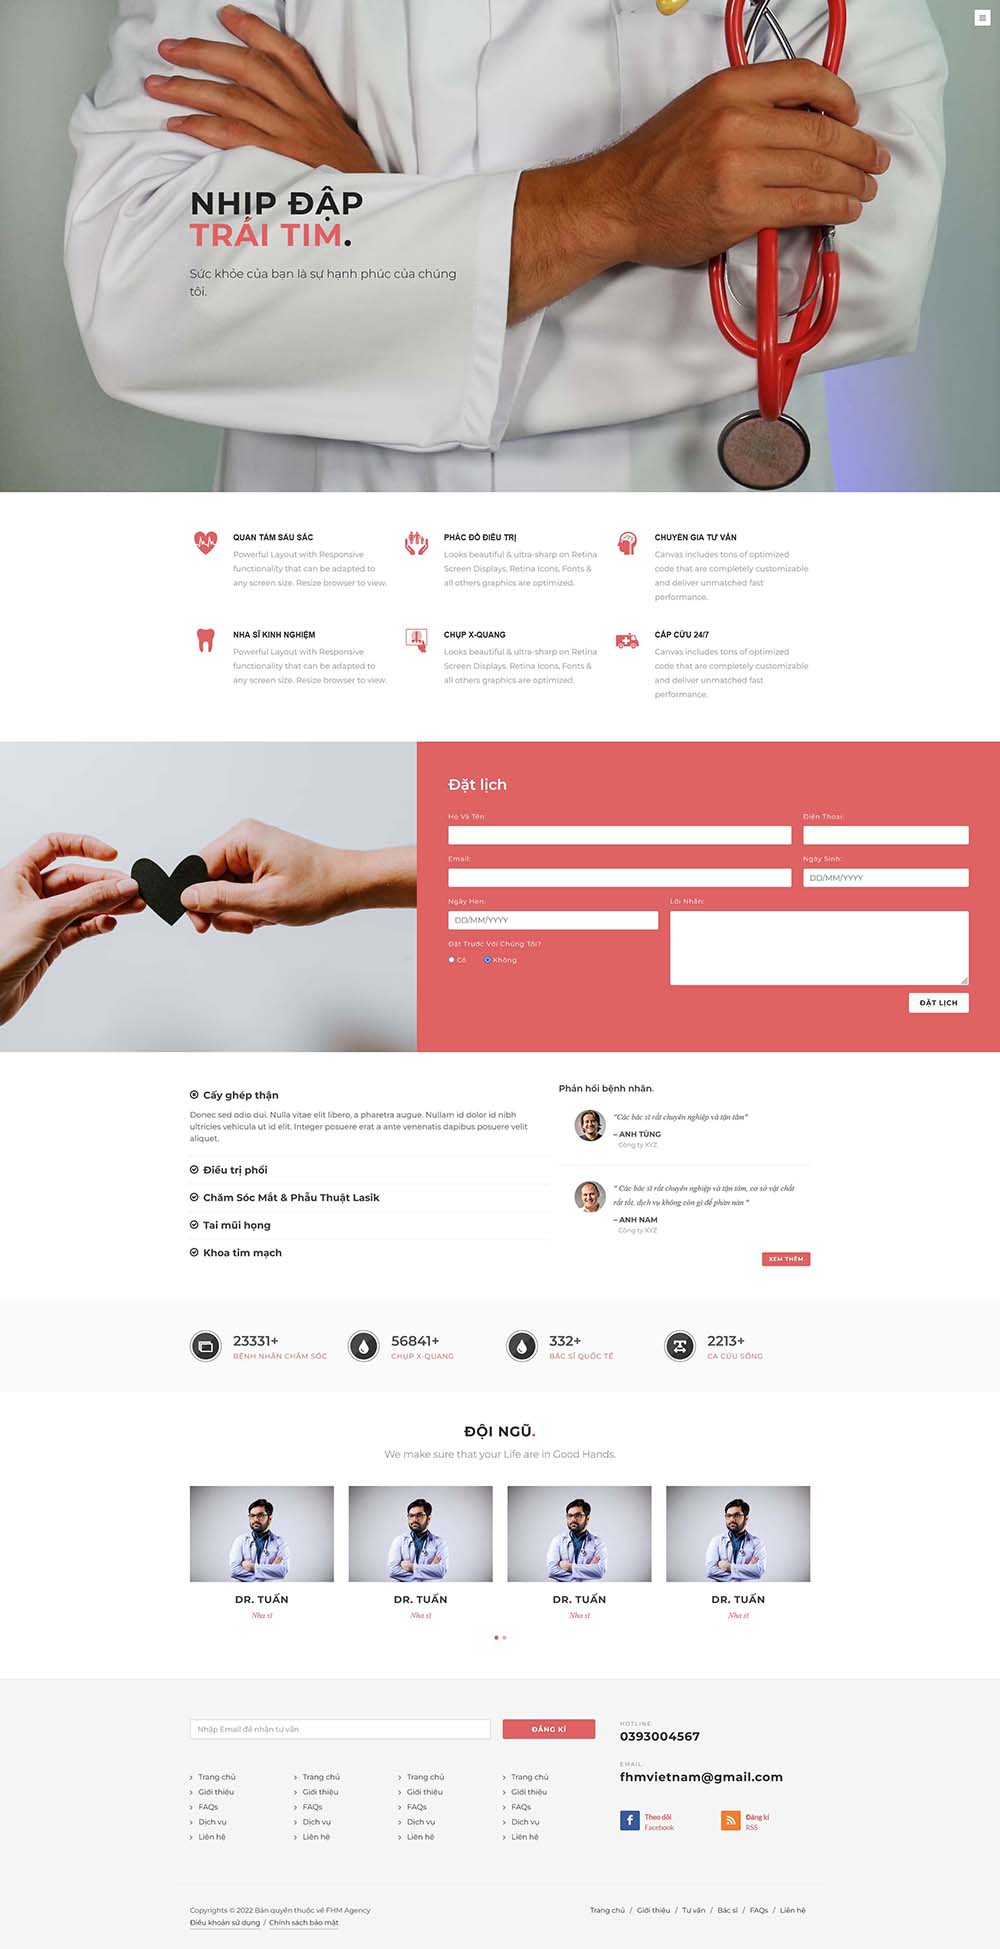 NHỊP ĐẬP
TRÁI TIM.
Sức khỏe của bạn là sự hạnh phúc của chúng
tôi.
QUAN TÂM SÂU SẮC
Powerful Layout with Responsive
functionality that can be adapted to
any screen size. Resize browser to view.
PHÁC ĐỒ ĐIỀU TRỊ
Looks beautiful & ultra-sharp on Retina
Screen Displays. Retina Icons, Fonts &
all others graphics are optimized.
CHUYÊN GIA TƯ VẤN
Canvas includes tons of optimized
code that are completely customizable
and deliver unmatched fast
performance.
NHA SĨ KINH NGHIỆM
Powerful Layout with Responsive
functionality that can be adapted to
any screen size. Resize browser to view.
CHỤP X-QUANG
Looks beautiful & ultra-sharp on Retina
Screen Displays. Retina Icons, Fonts &
all others graphics are optimized.
CẤP CỨU 24/7
Canvas includes tons of optimized
code that are completely customizable
and deliver unmatched fast
performance.
Đặt lịch
Họ Và Tên:
Điện Thoại:
Email:
Ngày Sinh:
DD/MM/YYYY
Ngày Hẹn:
DD/MM/YYYY
Lời Nhắn:
Đặt Trước Với Chúng Tôi?
Có
Không
ĐẶT LỊCH
Cấy ghép thận
Donec sed odio dui. Nulla vitae elit libero, a pharetra augue. Nullam id dolor id nibh
ultricies vehicula ut id elit. Integer posuere erat a ante venenatis dapibus posuere velit
aliquet.
Điều trị phổi
Chăm Sóc Mắt & Phẫu Thuật Lasik
Tai mũi họng
Khoa tim mạch
Phản hồi bệnh nhân.
"Các bác sĩ rất chuyên nghiệp và tận tâm"
– ANH TÙNG
Công ty XYZ
" Các bác sĩ rất chuyên nghiệp và tận tâm, cơ sở vật chất
rất tốt, dịch vụ không còn gì để phàn nàn "
– ANH NAM
Công ty XYZ
XEM THÊM
23331+
BỆNH NHÂN CHĂM SÓC
56841+
CHỤP X-QUANG
332+
BÁC SĨ QUỐC TẾ
2213+
CA CỨU SỐNG
ĐỘI NGŨ.
We make sure that your Life are in Good Hands.
DR. TUẤN
Nha sĩ
DR. TUẤN
Nha sĩ
DR. TUẤN
Nha sĩ
DR. TUẤN
Nha sĩ
Nhập Email để nhận tư vấn
ĐĂNG KÍ
HOTLINE:
0393004567
EMAIL:
fhmvietnam@gmail.com
Trang chủ
Giới thiệu
FAQs
Dịch vụ
Liên hệ
Trang chủ
Giới thiệu
FAQs
Dịch vụ
Liên hệ
Trang chủ
Giới thiệu
FAQs
Dịch vụ
Liên hệ
Trang chủ
Giới thiệu
FAQs
Dịch vụ
Liên hệ
Theo dõi
Facebook
Đăng kí
RSS
Copyrights © 2022 Bản quyền thuộc về FHM Agency
Điều khoản sử dụng / Chính sách bảo mật
Trang chủ / Giới thiệu / Tư vấn / Bác sĩ / FAQs / Liên hệ